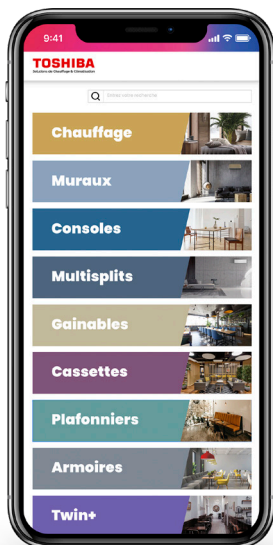 9:41
TOSHIBA
Solutions de Chauffage & Climatisation
Entrez votre recherche
Chauffage
Muraux
Consoles
Multisplits
Gainables
Cassettes
Plafonniers
Armoires
Twin+